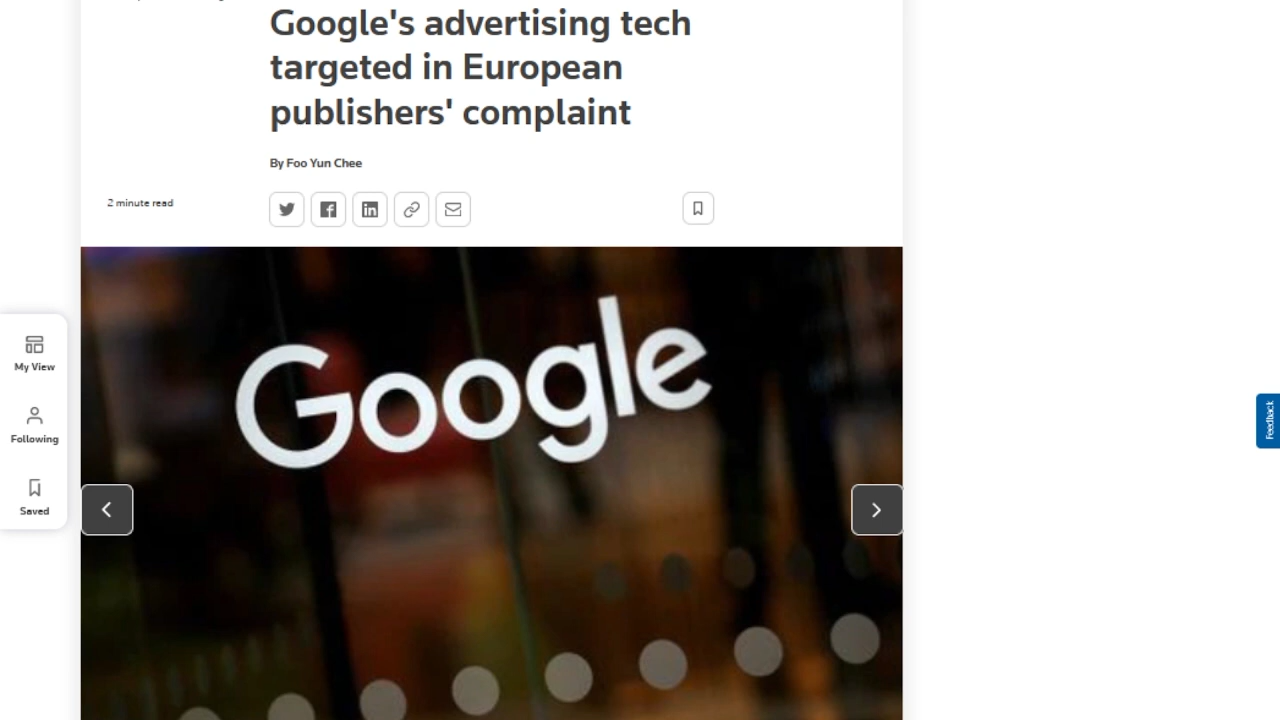 Google's advertising tech
targeted in European
publishers' complaint
By Foo Yun Chee
2 minute read
Google
My View
Following
Saved
Feedback